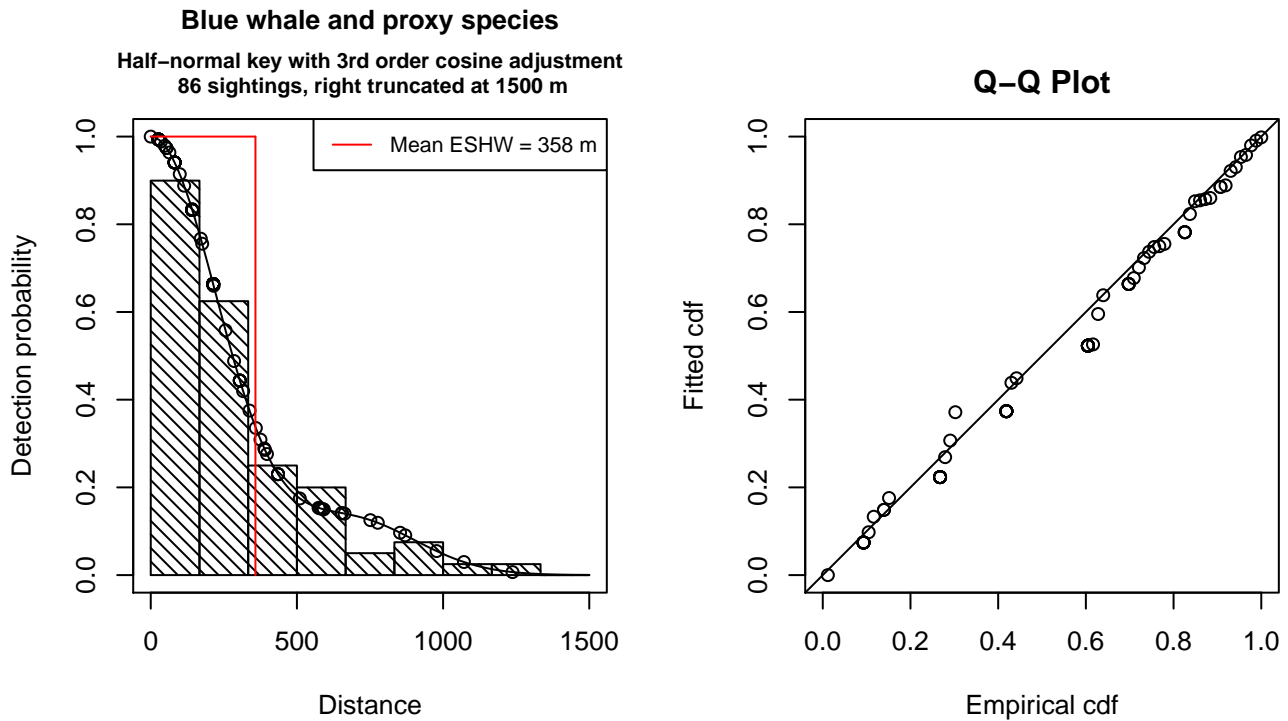 Blue whale and proxy species
Half−normal key with 3rd order cosine adjustment
86 sightings, right truncated at 1500 m
Mean ESHW = 358 m
Detection probability
1.0
0.8
0.6
0.4
0.2
0.0
0 500 1000 1500
Distance
Q−Q Plot
Fitted cdf
1.0
0.8
0.6
0.4
0.2
0.0
0.0 0.2 0.4 0.6 0.8 1.0
Empirical cdf